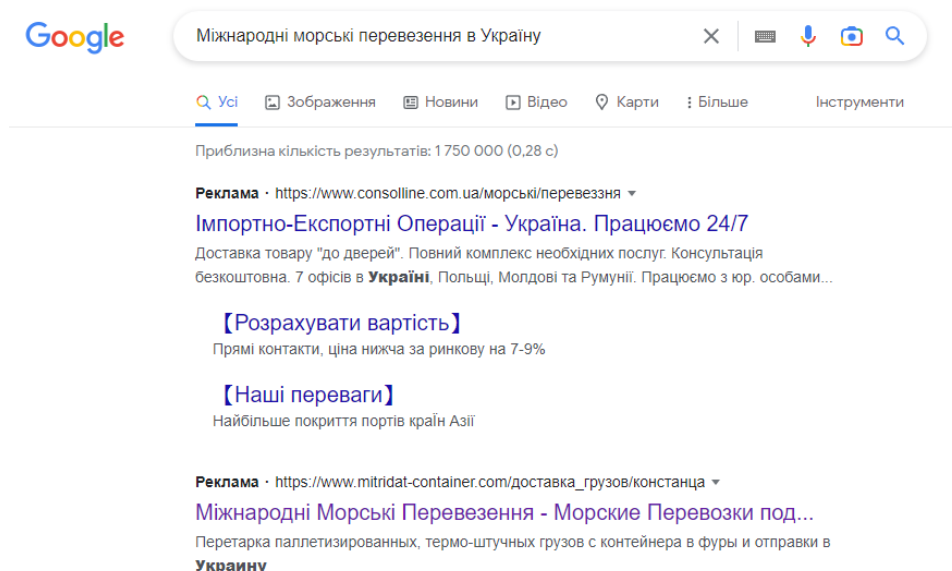 Google
Міжнародні морські перевезення в Україну
Усі Зображення Новини Відео Карти Більше Інструменти
Приблизна кількість результатів: 1 750 000 (0,28 с)
Реклама · https://www.consolline.com.ua/морські/перевеззня
Імпортно-Експортні Операції - Україна. Працюємо 24/7
Доставка товару "до дверей". Повний комплекс необхідних послуг. Консультація
безкоштовна. 7 офісів в Україні, Польщі, Молдові та Румунії. Працюємо з юр. особами...
【Розрахувати вартість】
Прямі контакти, ціна нижча за ринкову на 7-9%
【Наші переваги】
Найбільше покриття портів краЇн Азії
Реклама · https://www.mitridat-container.com/доставка_грузов/констанца
Міжнародні Морські Перевезення - Морские Перевозки под...
Перетарка паллетизированных, термо-штучных грузов с контейнера в фуры и отправки в
Украину